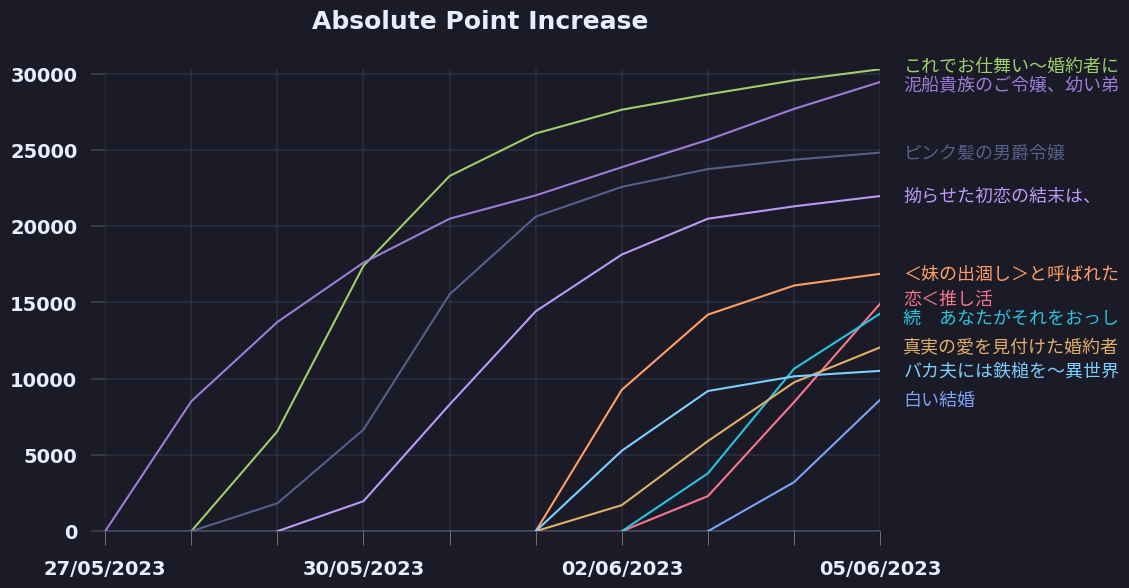 Absolute Point Increase
30000
25000
20000
15000
10000
5000
0
27/05/2023
30/05/2023
02/06/2023
05/06/2023
これでお仕舞い～婚約者に
泥船貴族のご令嬢、幼い弟
ピンク髪の男爵令嬢
拗らせた初恋の結末は、
＜妹の出涸し＞と呼ばれた
恋＜推し活
続　あなたがそれをおっし
真実の愛を見付けた婚約者
バカ夫には鉄槌を～異世界
白い結婚